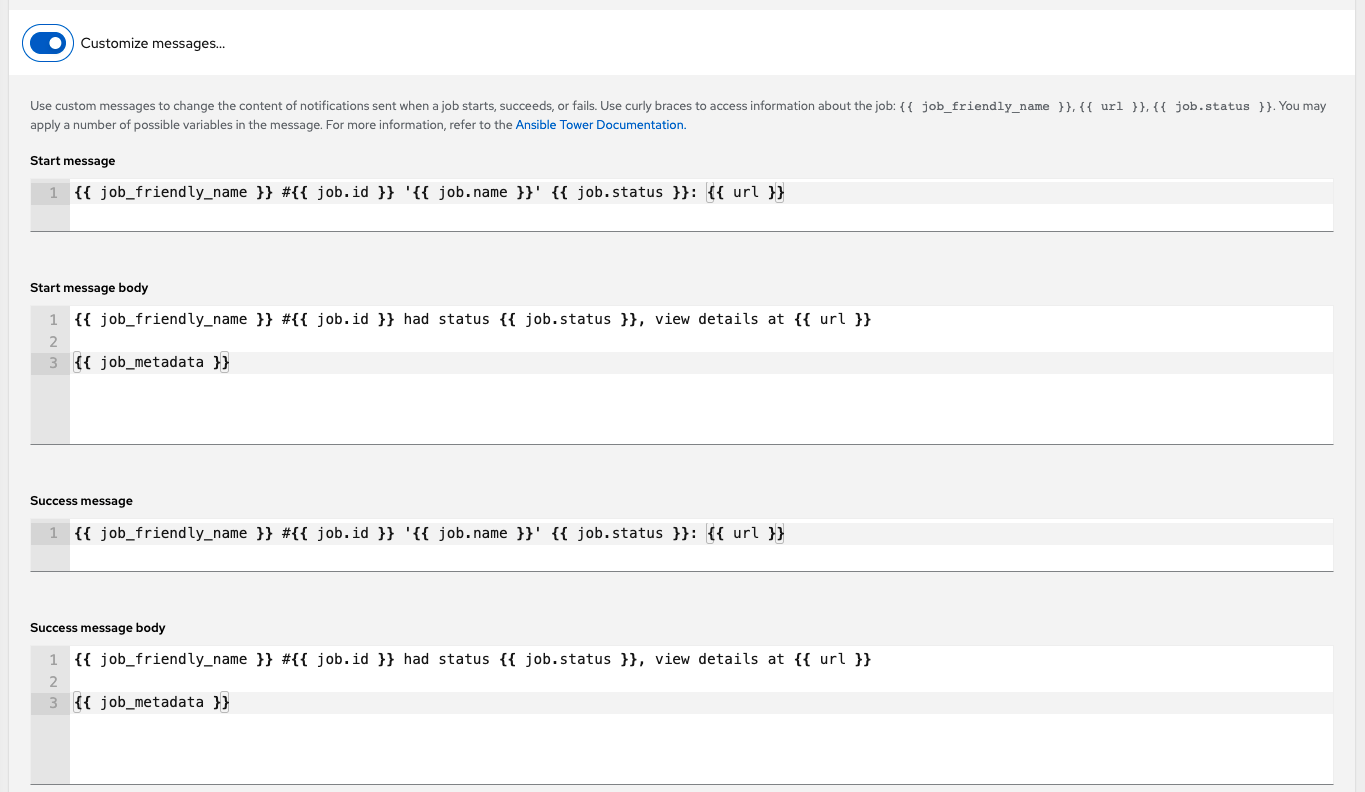 Customize messages...
Use custom messages to change the content of notifications sent when a job starts, succeeds, or fails. Use curly braces to access information about the job: {{ job_friendly_name }}, {{ url }}, {{ job.status }}. You may
apply a number of possible variables in the message. For more information, refer to the Ansible Tower Documentation.
Start message
1 {{ job_friendly_name }} #{{ job.id }} '{{ job.name }}' {{ job.status }}: {{ url }}
Start message body
1 {{ job_friendly_name }} #{{ job.id }} had status {{ job.status }}, view details at {{ url }}
2
3 {{ job_metadata }}
Success message
1 {{ job_friendly_name }} #{{ job.id }} '{{ job.name }}' {{ job.status }}: {{ url }}
Success message body
1 {{ job_friendly_name }} #{{ job.id }} had status {{ job.status }}, view details at {{ url }}
2
3 {{ job_metadata }}